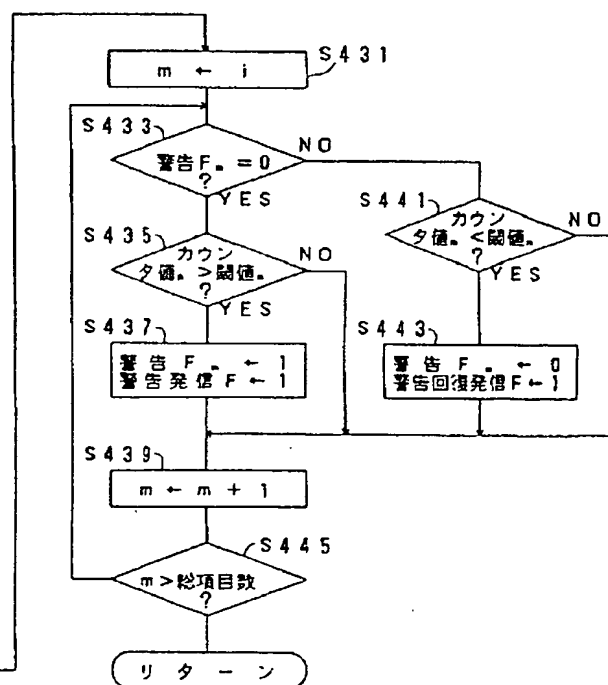 S431
m ← i
S433
警告Fm =0
?
NO
YES
S441
カウン
タ値m <閾値m
?
NO
YES
S435
カウン
タ値m >閾値m
?
NO
YES
S437
警告Fm ← 1
警告発信F ← 1
S443
警告Fm ← 0
警告回復発信F ← 1
S439
m ← m + 1
S445
m>総項目数
?
リターン